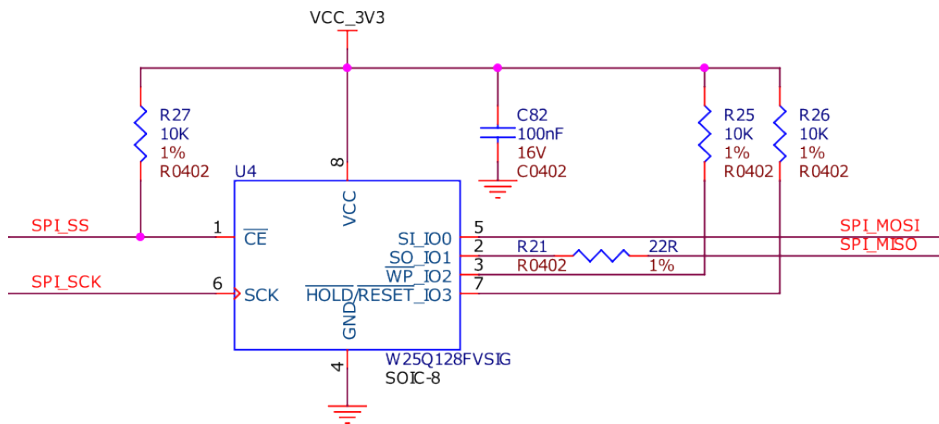 VCC_3V3
R27
10K
1%
R0402
C82
100nF
16V
C0402
R25
10K
1%
R0402
R26
10K
1%
R0402
U4
8
VCC
SPI_SS
1
CE
SPI_SCK
6
SCK
SI_IO0
5
SPI_MOSI
SO_IO1
2
R21
R0402
22R
1%
SPI_MISO
WP_IO2
3
HOLD/RESET_IO3
7
GND
4
W25Q128FVSIG
SOIC-8